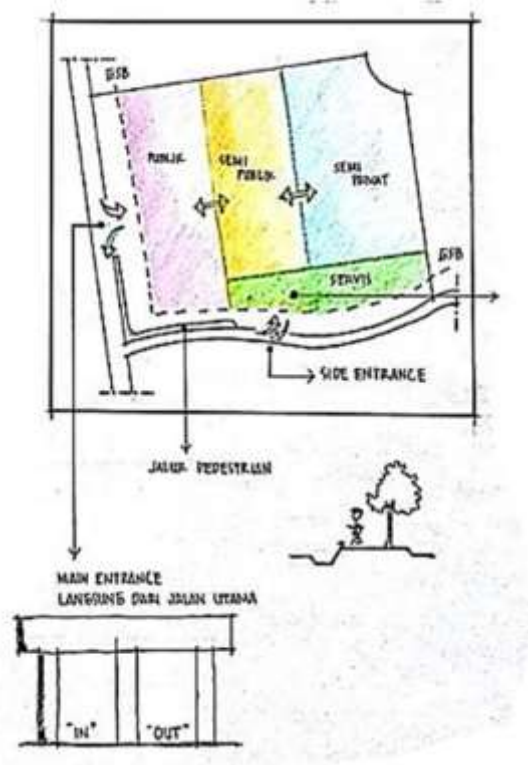 GSB
PUBLIK
SEMI
PUBLIK
SEMI
PRIVAT
SERVIS
GSB
SIDE ENTRANCE
JALUR PEDESTRIAN
MAIN ENTRANCE
LANGSUNG DARI JALAN UTAMA
"IN" "OUT"